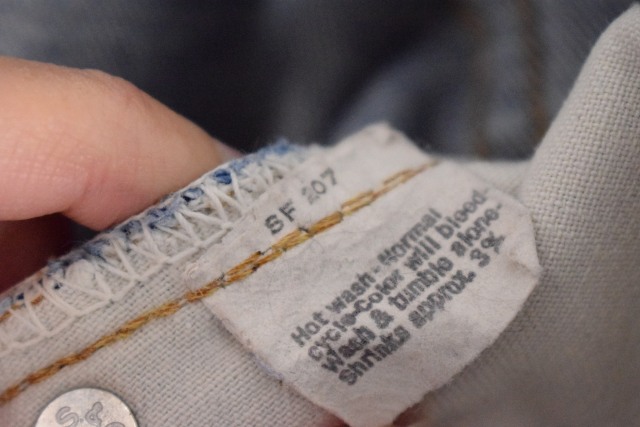 SF 207
Hot wash-Normal
cycle-color will bleed-
Wash & tumble alone-
Shrinks approx. 3%
S. &